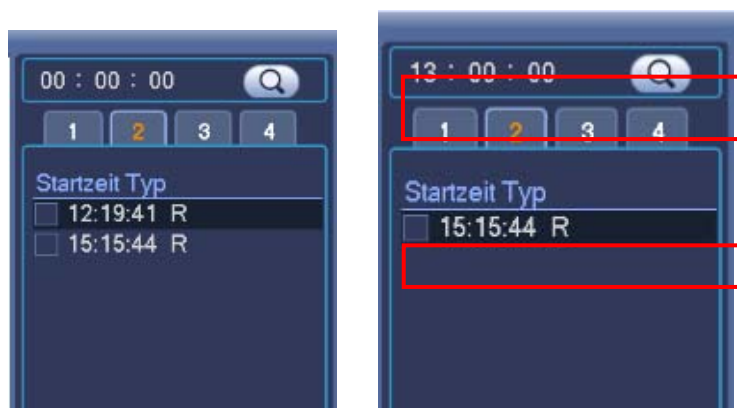 00 : 00 : 00
1 2 3 4
Startzeit Typ
12:19:41 R
15:15:44 R
13 : 00 : 00
1 2 3 4
Startzeit Typ
15:15:44 R